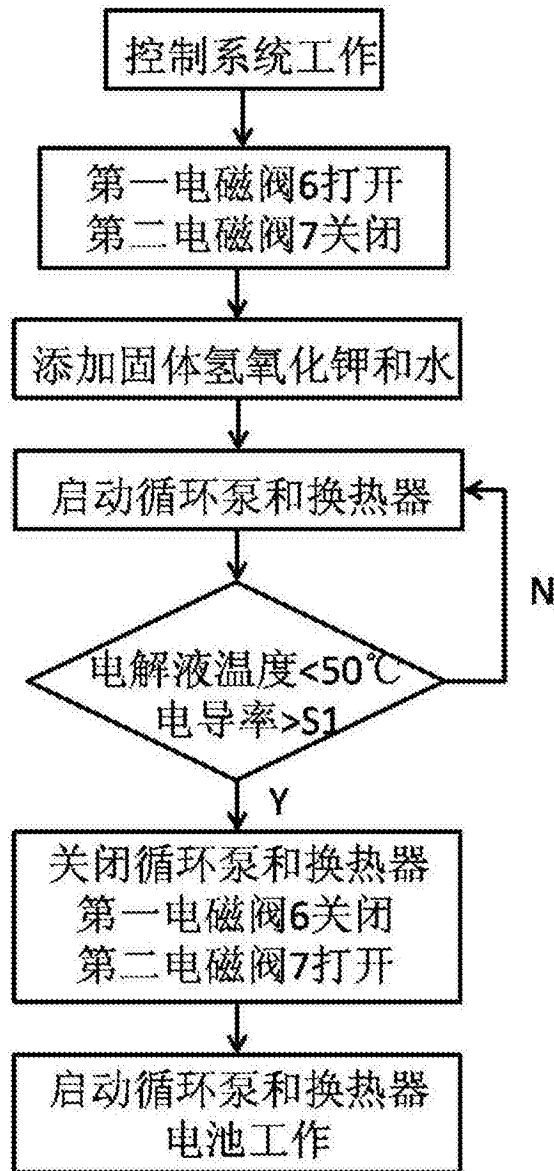 控制系统工作
第一电磁阀6打开
第二电磁阀7关闭
添加固体氢氧化钾和水
启动循环泵和换热器
N
电解液温度<50℃
电导率>S1
Y
关闭循环泵和换热器
第一电磁阀6关闭
第二电磁阀7打开
启动循环泵和换热器
电池工作